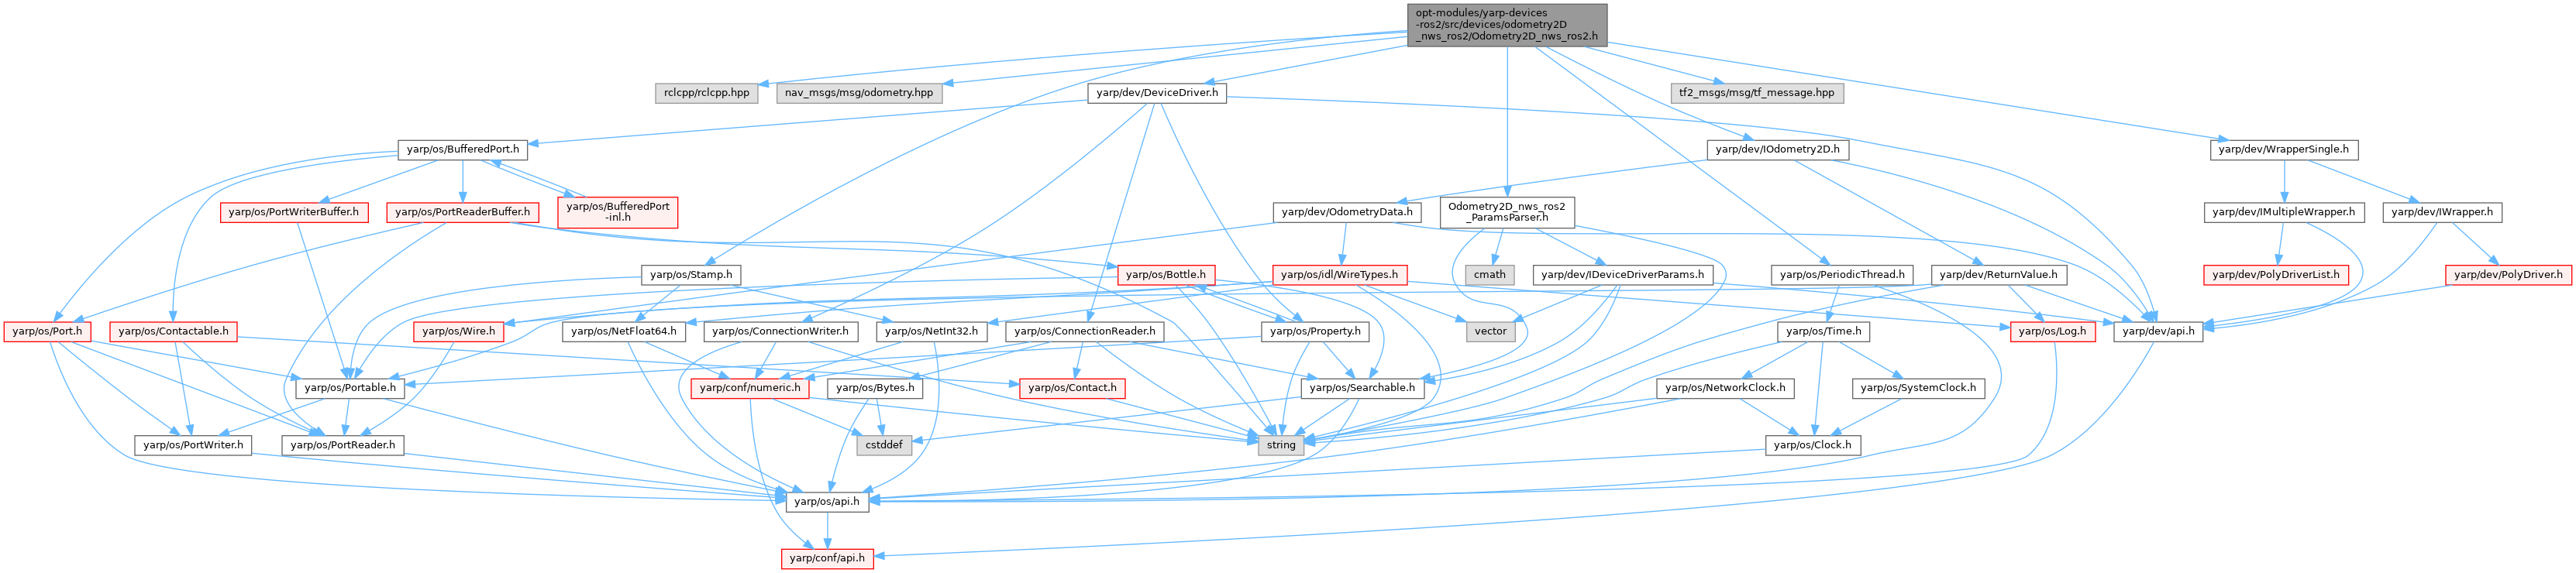 opt-modules/yarp-devices
-ros2/src/devices/odometry2D
_nws_ros2/Odometry2D_nws_ros2.h
rclcpp/rclcpp.hpp
nav_msgs/msg/odometry.hpp
yarp/dev/DeviceDriver.h
tf2_msgs/msg/tf_message.hpp
yarp/os/BufferedPort.h
yarp/dev/IOdometry2D.h
yarp/dev/WrapperSingle.h
yarp/os/PortWriterBuffer.h
yarp/os/PortReaderBuffer.h
yarp/os/BufferedPort
-inl.h
yarp/dev/OdometryData.h
Odometry2D_nws_ros2
_ParamsParser.h
yarp/dev/IMultipleWrapper.h
yarp/dev/IWrapper.h
yarp/os/Stamp.h
yarp/os/Bottle.h
yarp/os/idl/WireTypes.h
cmath
yarp/dev/IDeviceDriverParams.h
yarp/os/PeriodicThread.h
yarp/dev/ReturnValue.h
yarp/dev/PolyDriverList.h
yarp/dev/PolyDriver.h
yarp/os/Port.h
yarp/os/Contactable.h
yarp/os/Wire.h
yarp/os/NetFloat64.h
yarp/os/ConnectionWriter.h
yarp/os/NetInt32.h
yarp/os/ConnectionReader.h
yarp/os/Property.h
vector
yarp/os/Time.h
yarp/os/Log.h
yarp/dev/api.h
yarp/os/Portable.h
yarp/conf/numeric.h
yarp/os/Bytes.h
yarp/os/Contact.h
yarp/os/Searchable.h
yarp/os/NetworkClock.h
yarp/os/SystemClock.h
yarp/os/PortWriter.h
yarp/os/PortReader.h
cstddef
string
yarp/os/Clock.h
yarp/os/api.h
yarp/conf/api.h